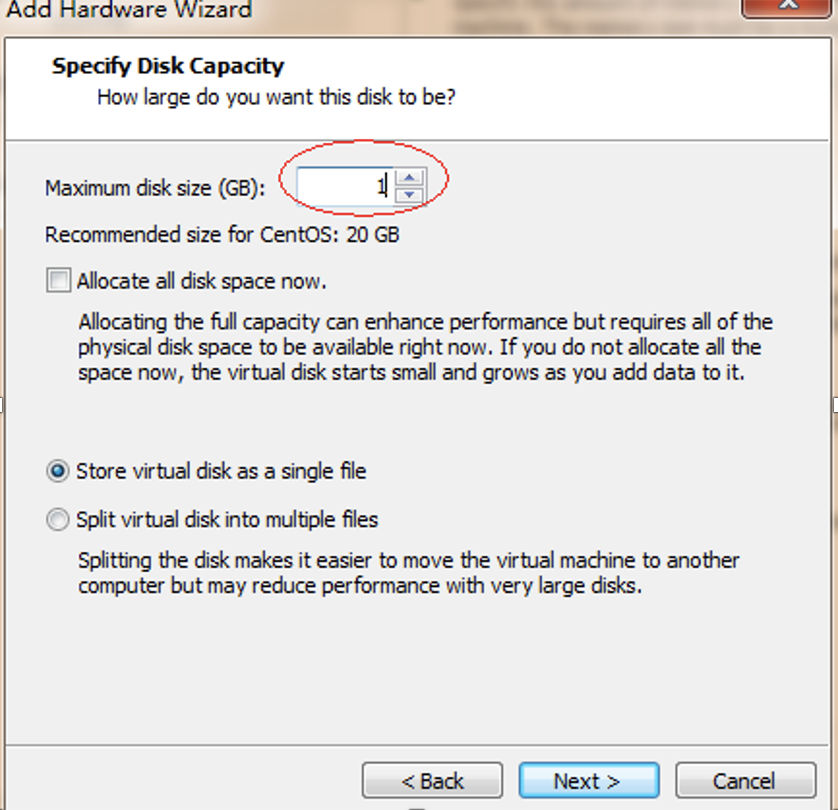 Add Hardware Wizard
Specify Disk Capacity
How large do you want this disk to be?
Maximum disk size (GB):
1
Recommended size for CentOS: 20 GB
Allocate all disk space now.
Allocating the full capacity can enhance performance but requires all of the
physical disk space to be available right now. If you do not allocate all the
space now, the virtual disk starts small and grows as you add data to it.
Store virtual disk as a single file
Split virtual disk into multiple files
Splitting the disk makes it easier to move the virtual machine to another
computer but may reduce performance with very large disks.
< Back
Next >
Cancel